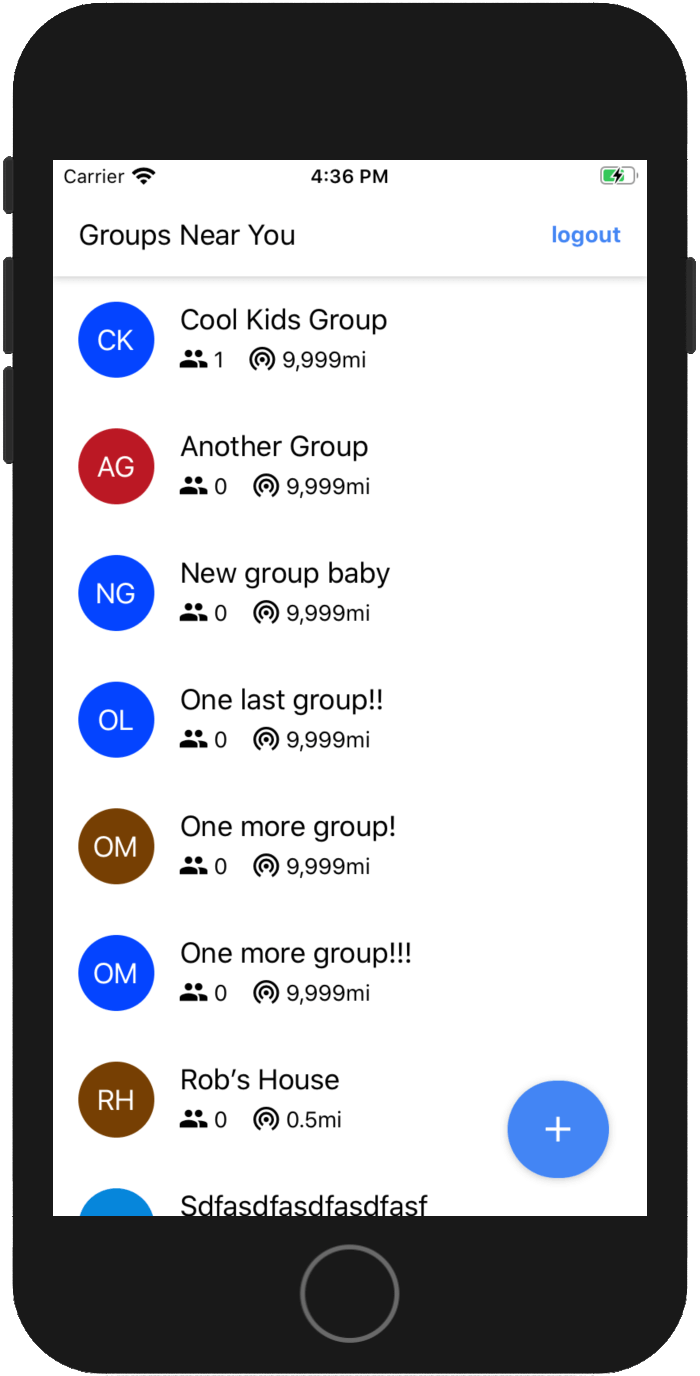 Carrier 4:36 PM
Groups Near You logout
CK Cool Kids Group
1 9,999mi
AG Another Group
0 9,999mi
NG New group baby
0 9,999mi
OL One last group!!
0 9,999mi
OM One more group!
0 9,999mi
OM One more group!!!
0 9,999mi
RH Rob’s House
0 0.5mi
+
Sdfasdfasdfasdfasf